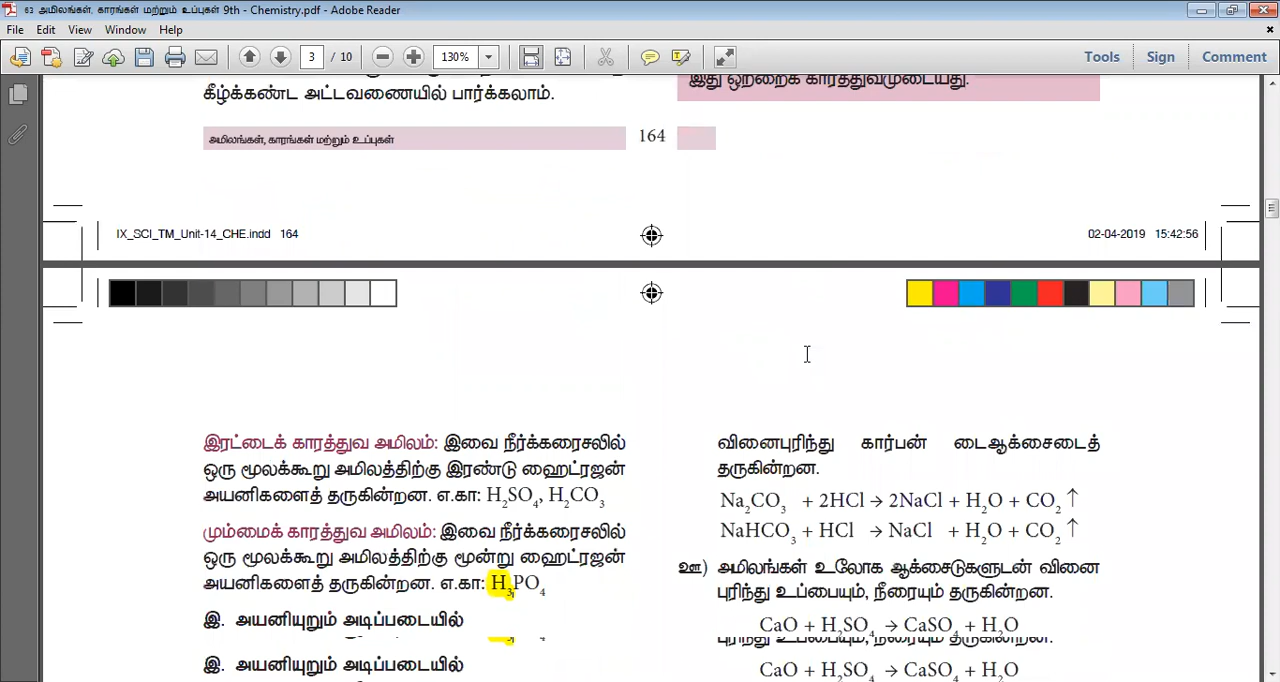 63 அமிலங்கள், காரங்கள் மற்றும் உப்புகள் 9th - Chemistry.pdf - Adobe Reader
File Edit View Window Help
3 / 10 130% Tools Sign Comment
கீழ்க்கண்ட அட்டவணையில் பார்க்கலாம்.
இது ஒற்றைக் காரத்துவமுடையது.
அமிலங்கள், காரங்கள் மற்றும் உப்புகள் 164
IX_SCI_TM_Unit-14_CHE.indd 164 02-04-2019 15:42:56
இரட்டைக் காரத்துவ அமிலம்: இவை நீர்க்கரைசலில்
ஒரு மூலக்கூறு அமிலத்திற்கு இரண்டு ஹைட்ரஜன்
அயனிகளைத் தருகின்றன. எ.கா: H₂SO₄, H₂CO₃
மும்மைக் காரத்துவ அமிலம்: இவை நீர்க்கரைசலில்
ஒரு மூலக்கூறு அமிலத்திற்கு மூன்று ஹைட்ரஜன்
அயனிகளைத் தருகின்றன. எ.கா: H₃PO₄
இ. அயனியுறும் அடிப்படையில்
இ. அயனியுறும் அடிப்படையில்
வினைபுரிந்து கார்பன் டைஆக்சைடைத்
தருகின்றன.
Na₂CO₃ + 2HCl → 2NaCl + H₂O + CO₂ ↑
NaHCO₃ + HCl → NaCl + H₂O + CO₂ ↑
ஊ) அமிலங்கள் உலோக ஆக்சைடுகளுடன் வினை
புரிந்து உப்பையும், நீரையும் தருகின்றன.
CaO + H₂SO₄ → CaSO₄ + H₂O
புரிந்து உப்பையும், நீரையும் தருகின்றன.
CaO + H₂SO₄ → CaSO₄ + H₂O